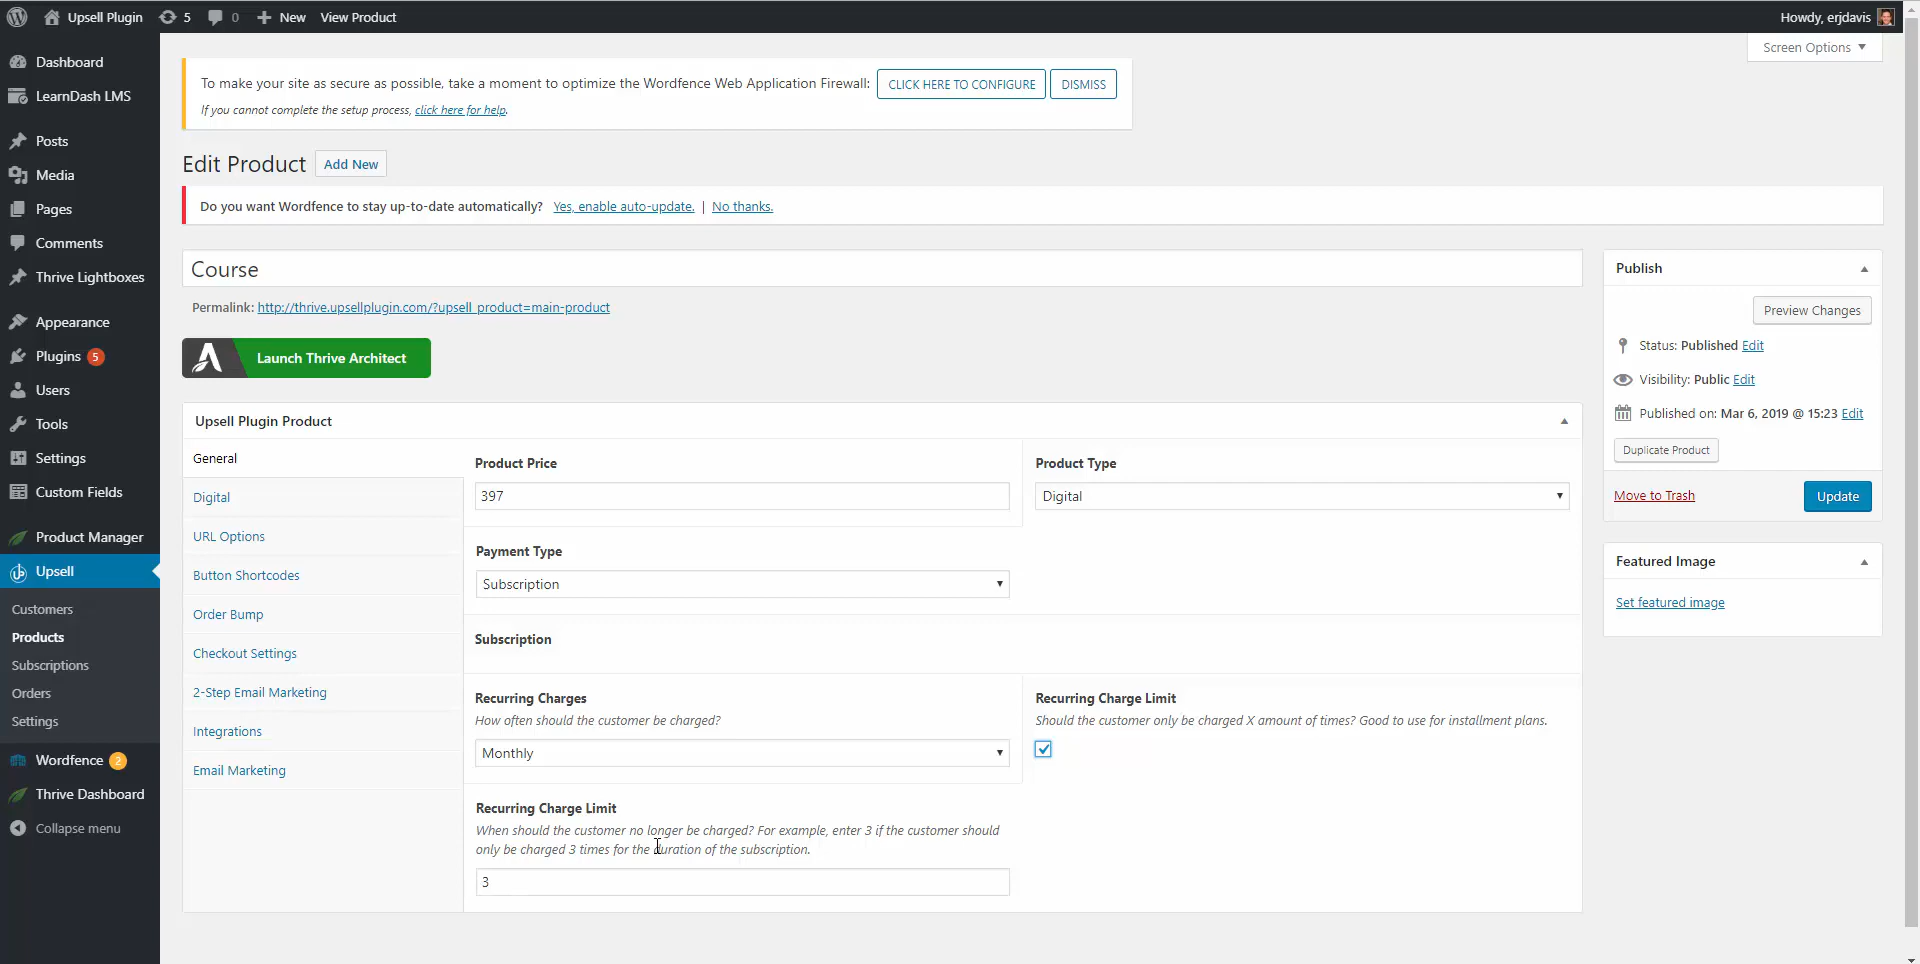 Upsell Plugin 5 0 New View Product
Howdy, erjdavis
Screen Options
Dashboard
LearnDash LMS
Posts
Media
Pages
Comments
Thrive Lightboxes
Appearance
Plugins 5
Users
Tools
Settings
Custom Fields
Product Manager
Upsell
Customers
Products
Subscriptions
Orders
Settings
Wordfence 2
Thrive Dashboard
Collapse menu
To make your site as secure as possible, take a moment to optimize the Wordfence Web Application Firewall: CLICK HERE TO CONFIGURE DISMISS
If you cannot complete the setup process, click here for help.
Edit Product Add New
Do you want Wordfence to stay up-to-date automatically? Yes, enable auto-update. | No thanks.
Course
Permalink: http://thrive.upsellplugin.com/?upsell_product=main-product
Launch Thrive Architect
Upsell Plugin Product
General
Digital
URL Options
Button Shortcodes
Order Bump
Checkout Settings
2-Step Email Marketing
Integrations
Email Marketing
Product Price
397
Product Type
Digital
Payment Type
Subscription
Subscription
Recurring Charges
How often should the customer be charged?
Monthly
Recurring Charge Limit
Should the customer only be charged X amount of times? Good to use for installment plans.
Recurring Charge Limit
When should the customer no longer be charged? For example, enter 3 if the customer should
only be charged 3 times for the duration of the subscription.
3
Publish
Preview Changes
Status: Published Edit
Visibility: Public Edit
Published on: Mar 6, 2019 @ 15:23 Edit
Duplicate Product
Move to Trash
Update
Featured Image
Set featured image